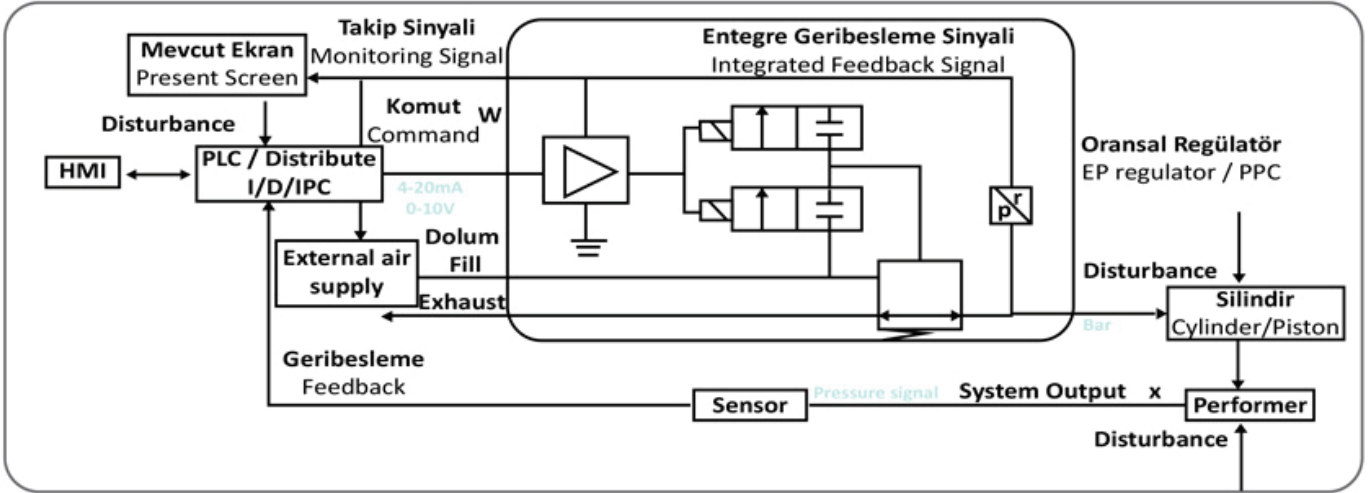 Takip Sinyali
Monitoring Signal
Mevcut Ekran
Present Screen
Entegre Geribesleme Sinyali
Integrated Feedback Signal
Disturbance
Komut
Command
W
HMI
PLC / Distribute
I/D/IPC
4-20mA
0-10V
Oransal Regülatör
EP regulator / PPC
p
r
Dolum
Fill
External air
supply
Exhaust
Disturbance
Silindir
Cylinder/Piston
Bar
Geribesleme
Feedback
Sensor
Pressure signal
System Output x
Performer
Disturbance